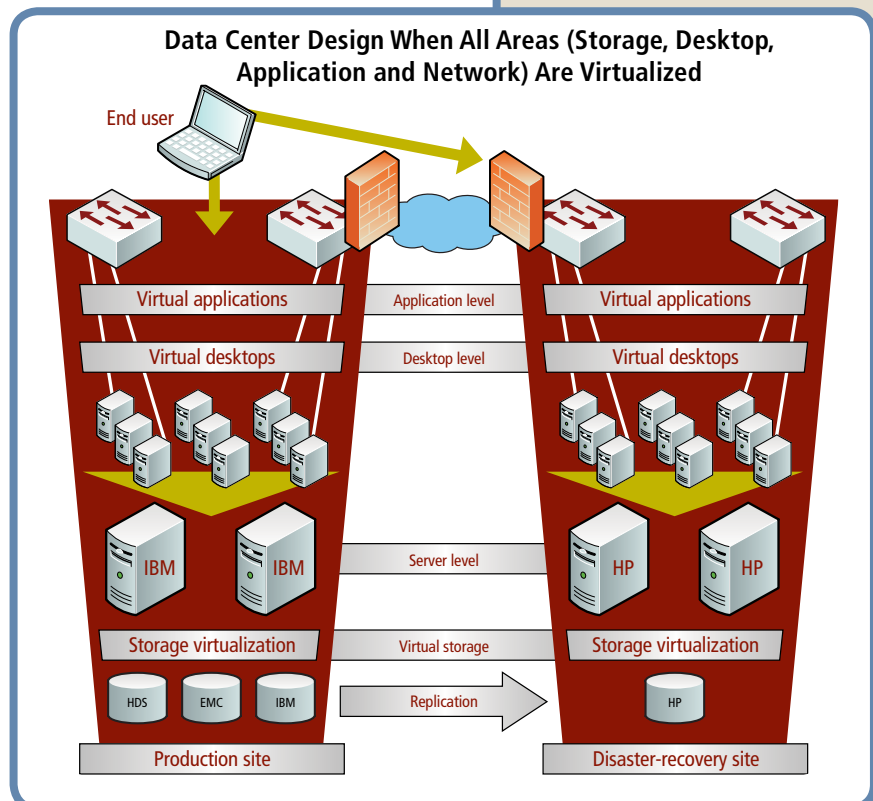 Data Center Design When All Areas (Storage, Desktop,
Application and Network) Are Virtualized
End user
Virtual applications
Application level
Virtual applications
Virtual desktops
Desktop level
Virtual desktops
IBM
IBM
Server level
HP
HP
Storage virtualization
Virtual storage
Storage virtualization
HDS
EMC
IBM
Replication
HP
Production site
Disaster-recovery site